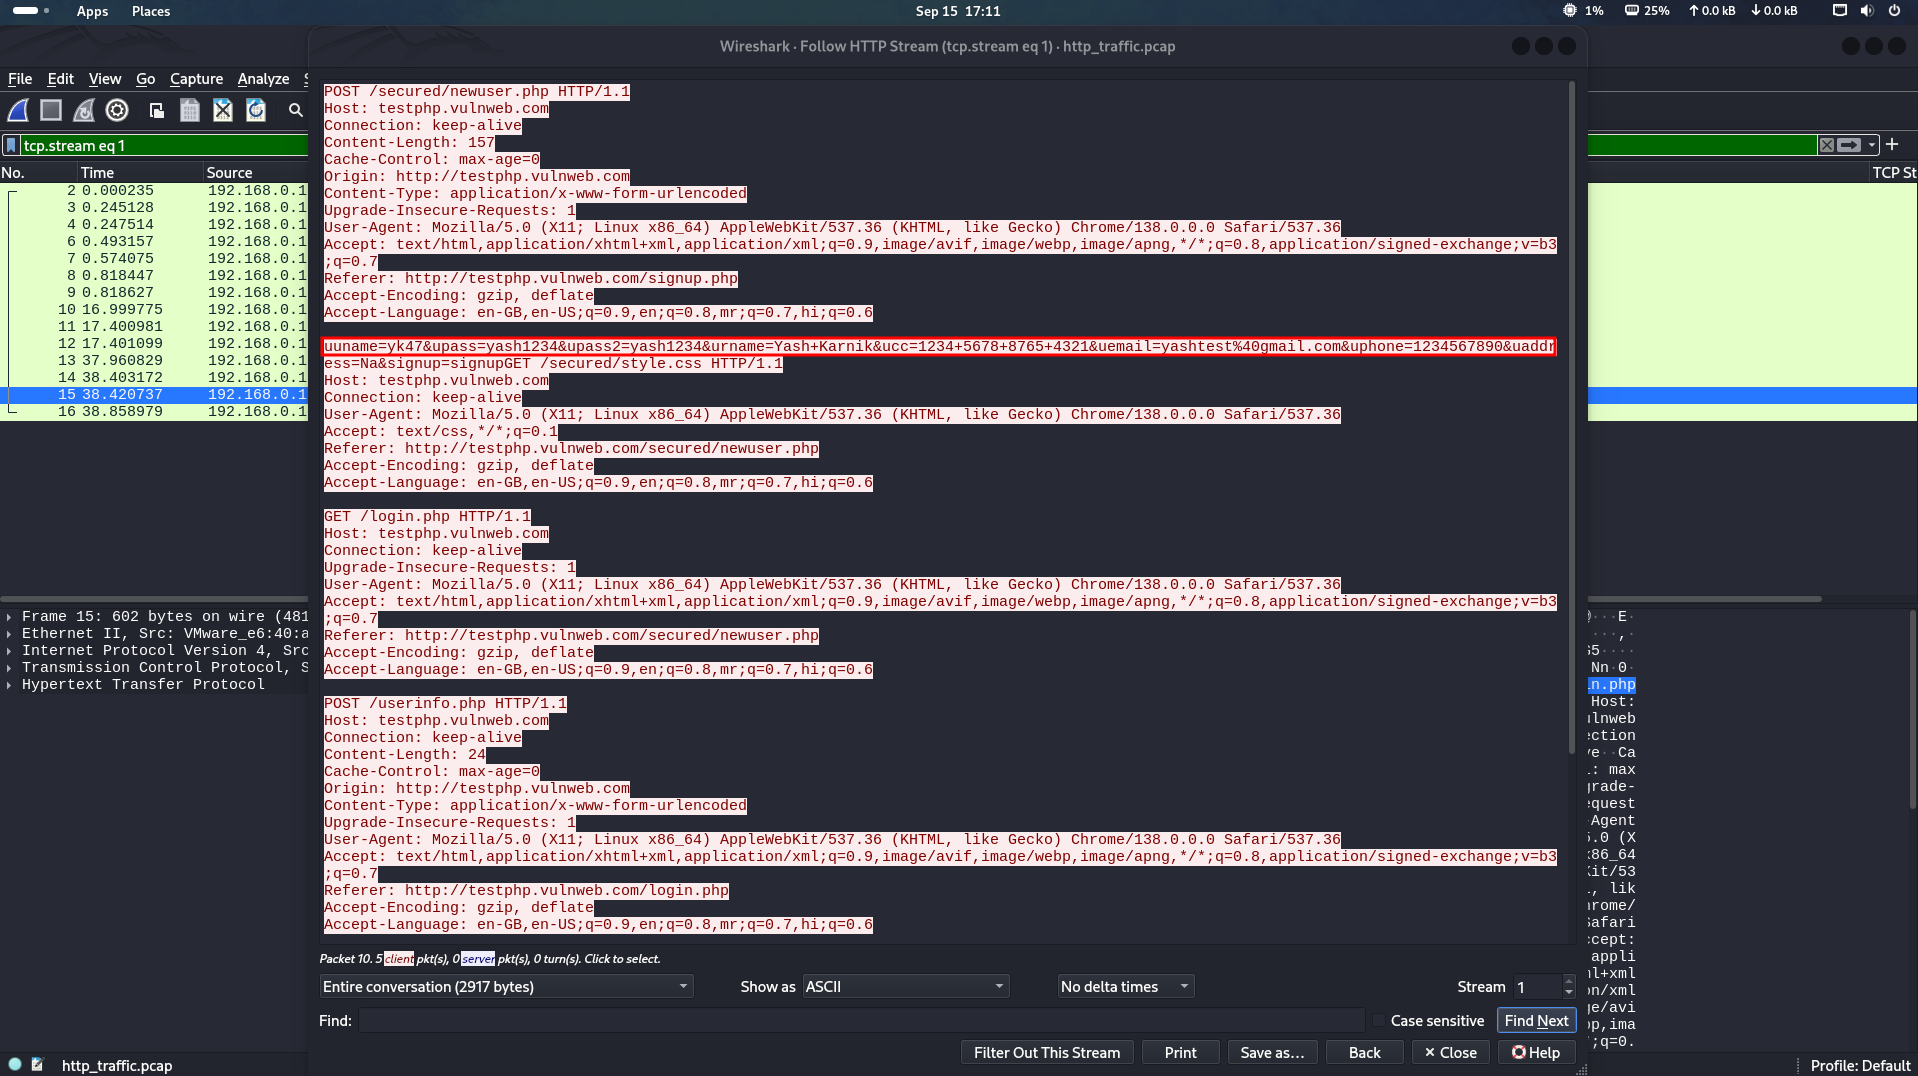 Apps Places Sep 15 17:11 1% 25% 0.0 kB 0.0 kB
Wireshark · Follow HTTP Stream (tcp.stream eq 1) · http_traffic.pcap
File Edit View Go Capture Analyze
tcp.stream eq 1
No. Time Source TCP St
2 0.000235 192.168.0.1
3 0.245128 192.168.0.1
4 0.247514 192.168.0.1
6 0.493157 192.168.0.1
7 0.574075 192.168.0.1
8 0.818447 192.168.0.1
9 0.818627 192.168.0.1
10 16.999775 192.168.0.1
11 17.400981 192.168.0.1
12 17.401099 192.168.0.1
13 37.960829 192.168.0.1
14 38.403172 192.168.0.1
15 38.420737 192.168.0.1
16 38.858979 192.168.0.1
Frame 15: 602 bytes on wire (481
Ethernet II, Src: VMware_e6:40:a
Internet Protocol Version 4, Src
Transmission Control Protocol, S
Hypertext Transfer Protocol
POST /secured/newuser.php HTTP/1.1
Host: testphp.vulnweb.com
Connection: keep-alive
Content-Length: 157
Cache-Control: max-age=0
Origin: http://testphp.vulnweb.com
Content-Type: application/x-www-form-urlencoded
Upgrade-Insecure-Requests: 1
User-Agent: Mozilla/5.0 (X11; Linux x86_64) AppleWebKit/537.36 (KHTML, like Gecko) Chrome/138.0.0.0 Safari/537.36
Accept: text/html,application/xhtml+xml,application/xml;q=0.9,image/avif,image/webp,image/apng,*/*;q=0.8,application/signed-exchange;v=b3
;q=0.7
Referer: http://testphp.vulnweb.com/signup.php
Accept-Encoding: gzip, deflate
Accept-Language: en-GB,en-US;q=0.9,en;q=0.8,mr;q=0.7,hi;q=0.6
uuname=yk47&upass=yash1234&upass2=yash1234&urname=Yash+Karnik&ucc=1234+5678+8765+4321&uemail=yashtest%40gmail.com&uphone=1234567890&uaddr
ess=Na&signup=signupGET /secured/style.css HTTP/1.1
Host: testphp.vulnweb.com
Connection: keep-alive
User-Agent: Mozilla/5.0 (X11; Linux x86_64) AppleWebKit/537.36 (KHTML, like Gecko) Chrome/138.0.0.0 Safari/537.36
Accept: text/css,*/*;q=0.1
Referer: http://testphp.vulnweb.com/secured/newuser.php
Accept-Encoding: gzip, deflate
Accept-Language: en-GB,en-US;q=0.9,en;q=0.8,mr;q=0.7,hi;q=0.6
GET /login.php HTTP/1.1
Host: testphp.vulnweb.com
Connection: keep-alive
Upgrade-Insecure-Requests: 1
User-Agent: Mozilla/5.0 (X11; Linux x86_64) AppleWebKit/537.36 (KHTML, like Gecko) Chrome/138.0.0.0 Safari/537.36
Accept: text/html,application/xhtml+xml,application/xml;q=0.9,image/avif,image/webp,image/apng,*/*;q=0.8,application/signed-exchange;v=b3
;q=0.7
Referer: http://testphp.vulnweb.com/secured/newuser.php
Accept-Encoding: gzip, deflate
Accept-Language: en-GB,en-US;q=0.9,en;q=0.8,mr;q=0.7,hi;q=0.6
POST /userinfo.php HTTP/1.1
Host: testphp.vulnweb.com
Connection: keep-alive
Content-Length: 24
Cache-Control: max-age=0
Origin: http://testphp.vulnweb.com
Content-Type: application/x-www-form-urlencoded
Upgrade-Insecure-Requests: 1
User-Agent: Mozilla/5.0 (X11; Linux x86_64) AppleWebKit/537.36 (KHTML, like Gecko) Chrome/138.0.0.0 Safari/537.36
Accept: text/html,application/xhtml+xml,application/xml;q=0.9,image/avif,image/webp,image/apng,*/*;q=0.8,application/signed-exchange;v=b3
;q=0.7
Referer: http://testphp.vulnweb.com/login.php
Accept-Encoding: gzip, deflate
Accept-Language: en-GB,en-US;q=0.9,en;q=0.8,mr;q=0.7,hi;q=0.6
Packet 10. 5 client pkt(s), 0 server pkt(s), 0 turn(s). Click to select.
Entire conversation (2917 bytes) Show as ASCII No delta times Stream 1
Find: Case sensitive Find Next
Filter Out This Stream Print Save as… Back Close Help
E
,
Nn 0
n.php
Host:
ulnweb
ection
Ca
: max
grade-
equest
Agent
5.0 (X
x86_64
Kit/53
, lik
hrome/
Safari
ccept:
appli
ml+xml
on/xml
ge/avi
pp,ima
;q=0.
http_traffic.pcap Profile: Default